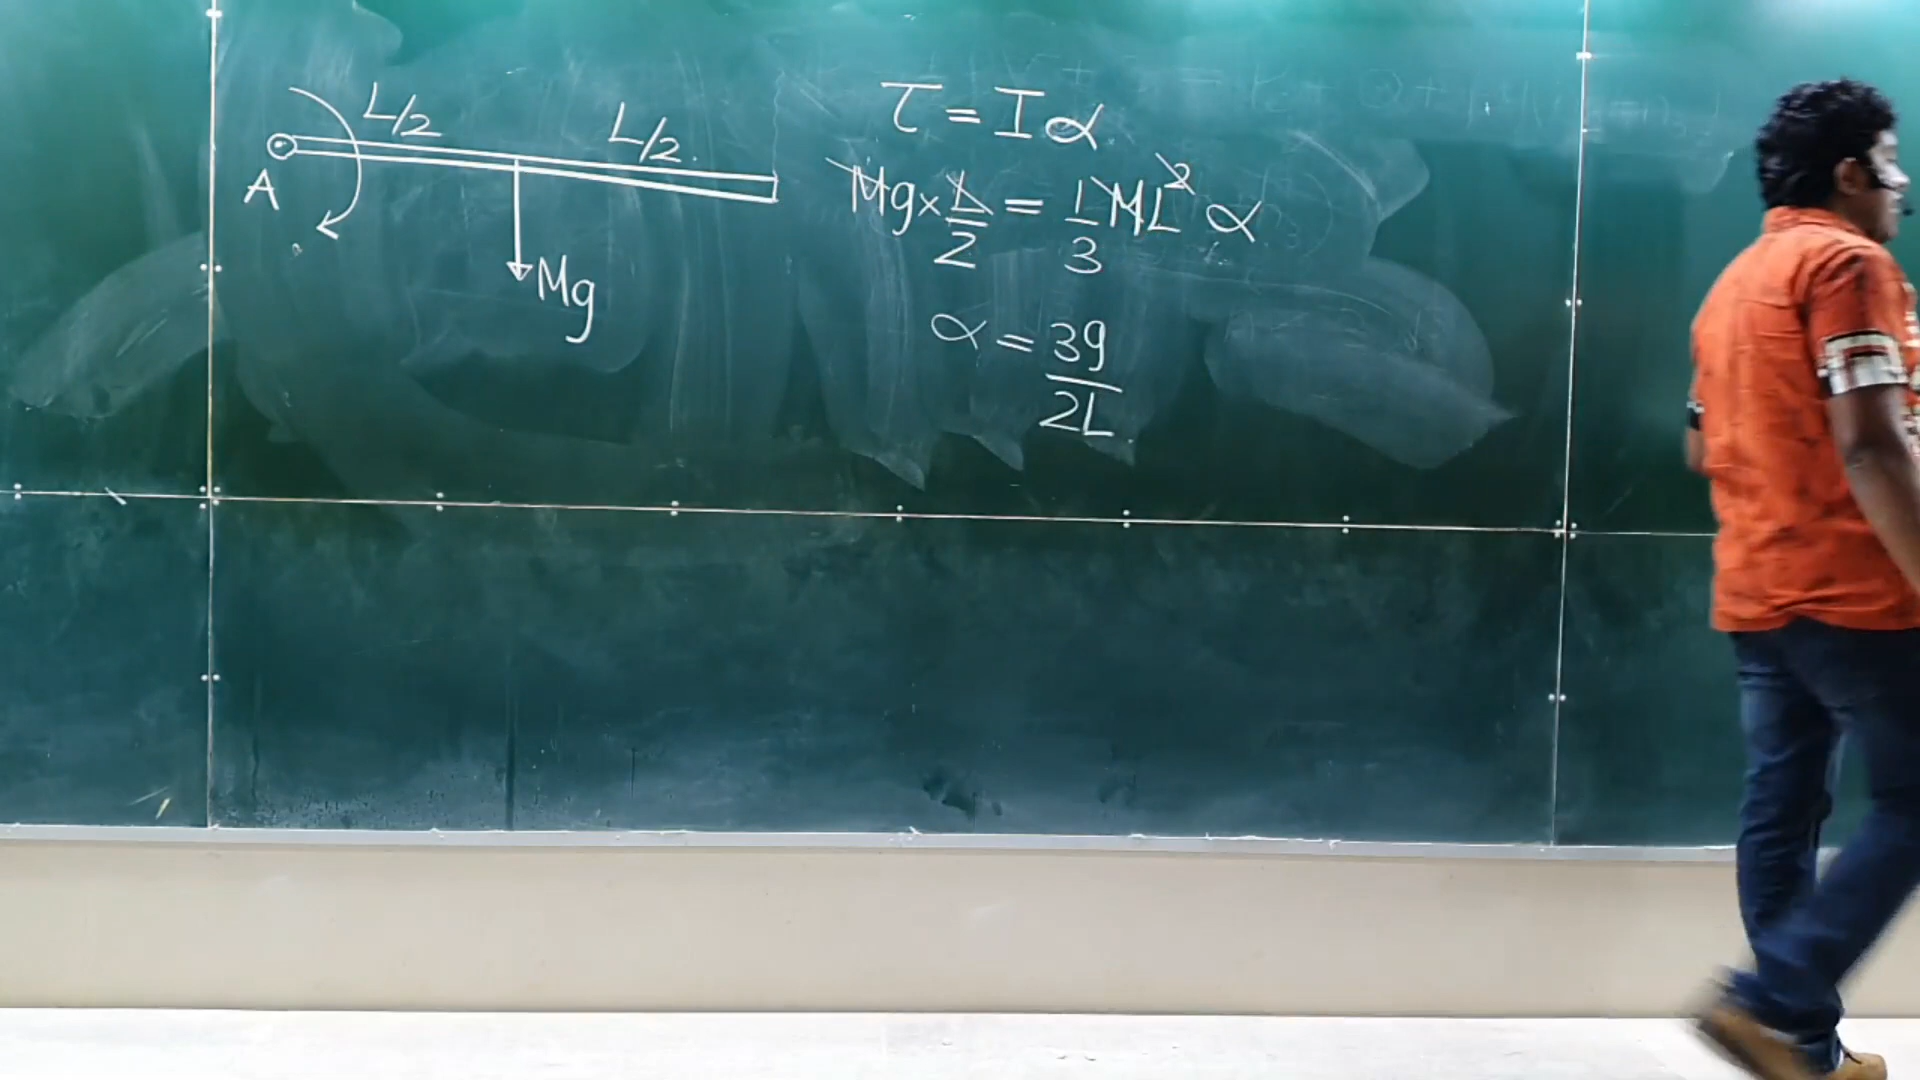 L/2
L/2.
A
Mg
τ = Iα
Mg × L/2 = 1/3 ML² α
α = 3g/2L